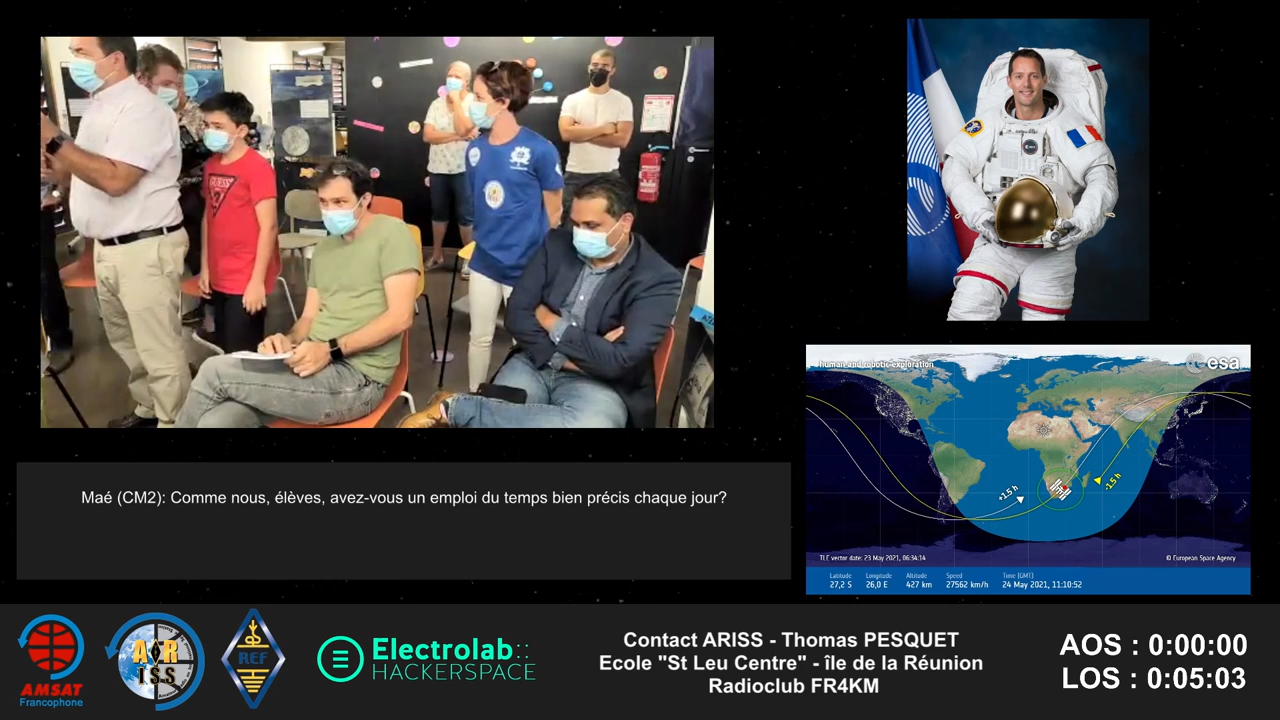 GUESS
human and robotic exploration
esa
+1.5 h
-1.5 h
TLE vector date: 23 May 2021, 06:34:14
© European Space Agency
Latitude
Longitude
Altitude
Speed
Time (GMT)
27,2 S
26,0 E
427 km
27562 km/h
24 May 2021, 11:10:52
Maé (CM2): Comme nous, élèves, avez-vous un emploi du temps bien précis chaque jour?
AMSAT
Francophone
ARISS
REF
Electrolab::
HACKERSPACE
Contact ARISS - Thomas PESQUET
Ecole "St Leu Centre" - île de la Réunion
Radioclub FR4KM
AOS : 0:00:00
LOS : 0:05:03